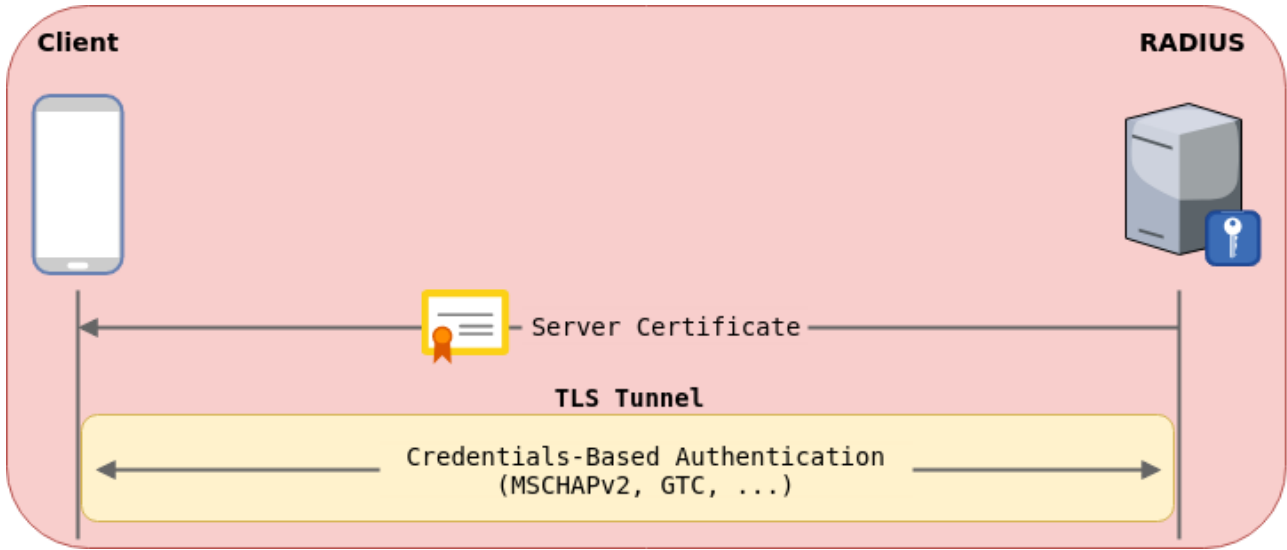 Client
RADIUS
Server Certificate
TLS Tunnel
Credentials-Based Authentication
(MSCHAPv2, GTC, ...)